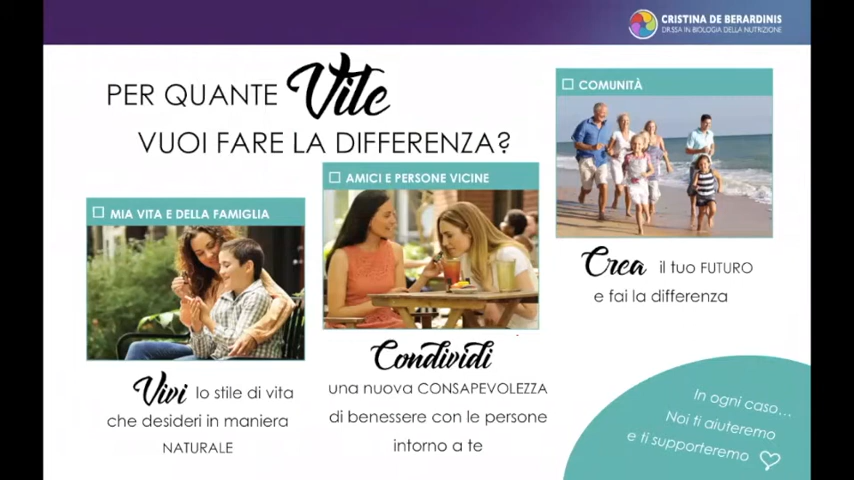 CRISTINA DE BERARDINIS
DR.SSA IN BIOLOGIA DELLA NUTRIZIONE
PER QUANTE Vite
VUOI FARE LA DIFFERENZA?
MIA VITA E DELLA FAMIGLIA
Vivi lo stile di vita
che desideri in maniera
NATURALE
AMICI E PERSONE VICINE
Condividi
una nuova CONSAPEVOLEZZA
di benessere con le persone
intorno a te
COMUNITÀ
Crea il tuo FUTURO
e fai la differenza
In ogni caso...
Noi ti aiuteremo
e ti supporteremo